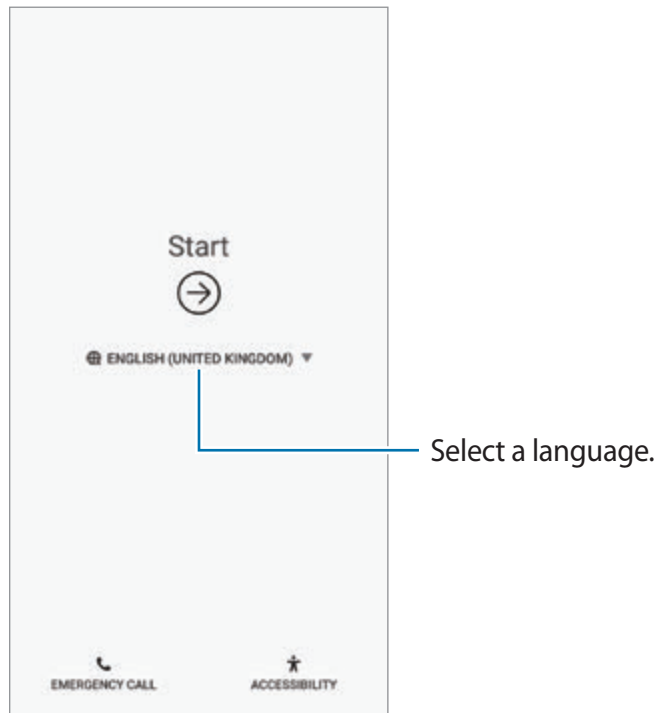 Start
ENGLISH (UNITED KINGDOM)
Select a language.
EMERGENCY CALL
ACCESSIBILITY